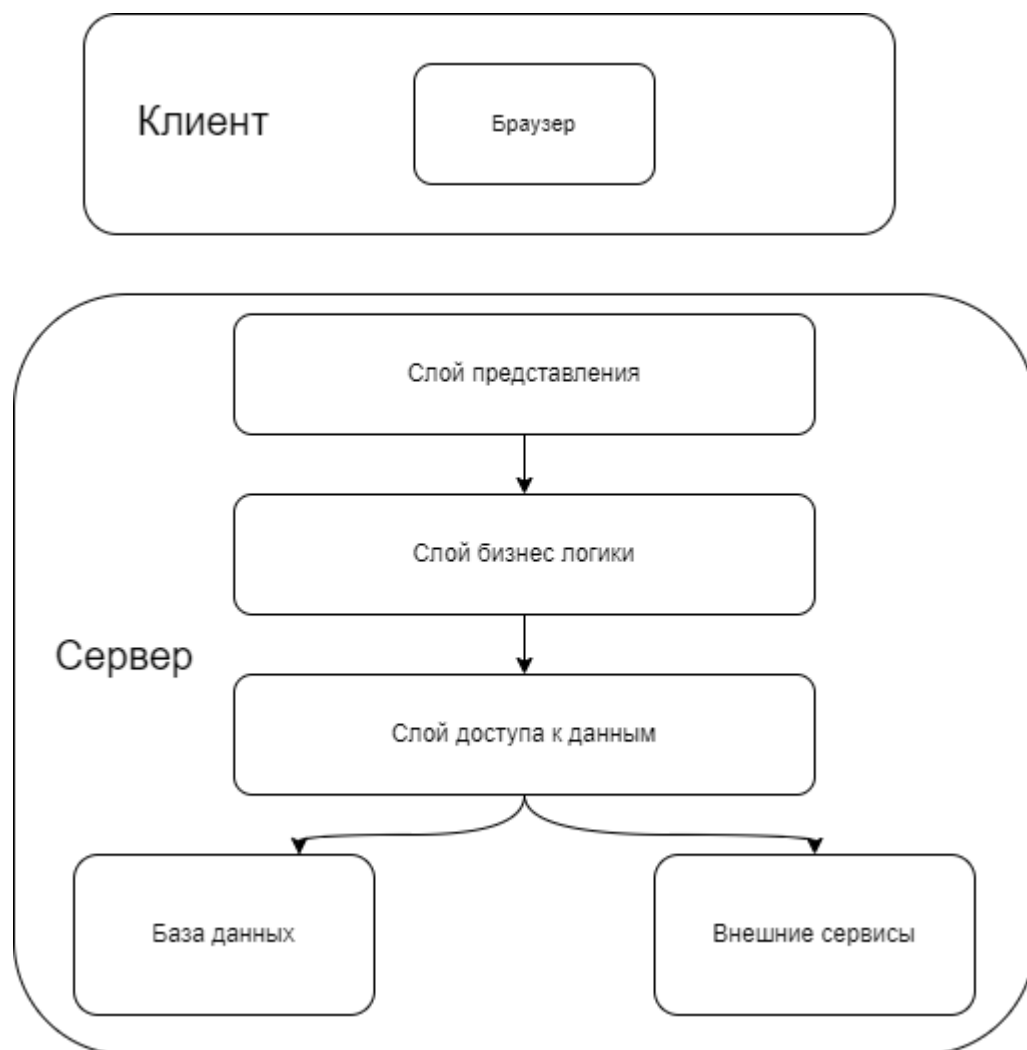 Клиент
Браузер
Слой представления
Слой бизнес логики
Сервер
Слой доступа к данным
База данных
Внешние сервисы